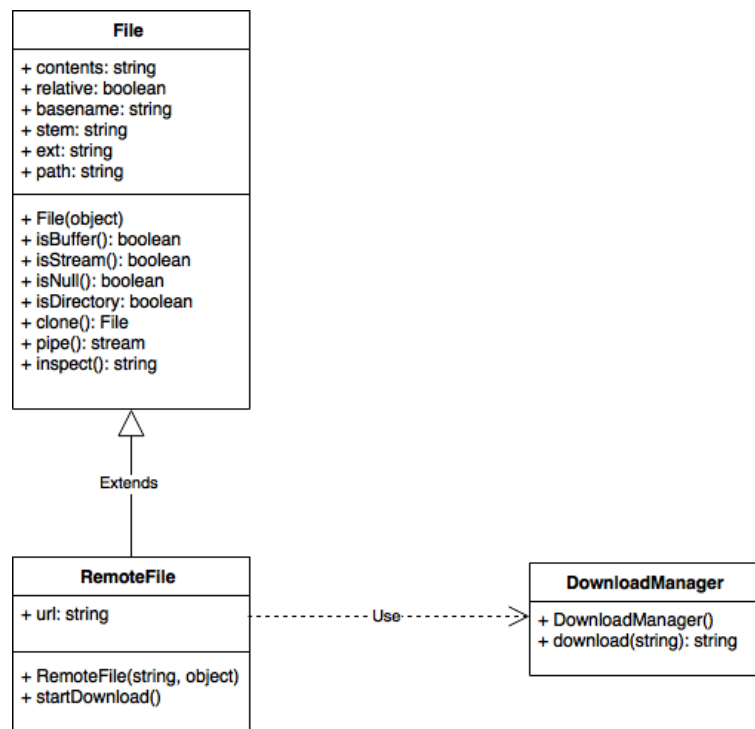 File
+ contents: string
+ relative: boolean
+ basename: string
+ stem: string
+ ext: string
+ path: string
+ File(object)
+ isBuffer(): boolean
+ isStream(): boolean
+ isNull(): boolean
+ isDirectory: boolean
+ clone(): File
+ pipe(): stream
+ inspect(): string
Extends
RemoteFile
+ url: string
+ RemoteFile(string, object)
+ startDownload()
Use
DownloadManager
+ DownloadManager()
+ download(string): string